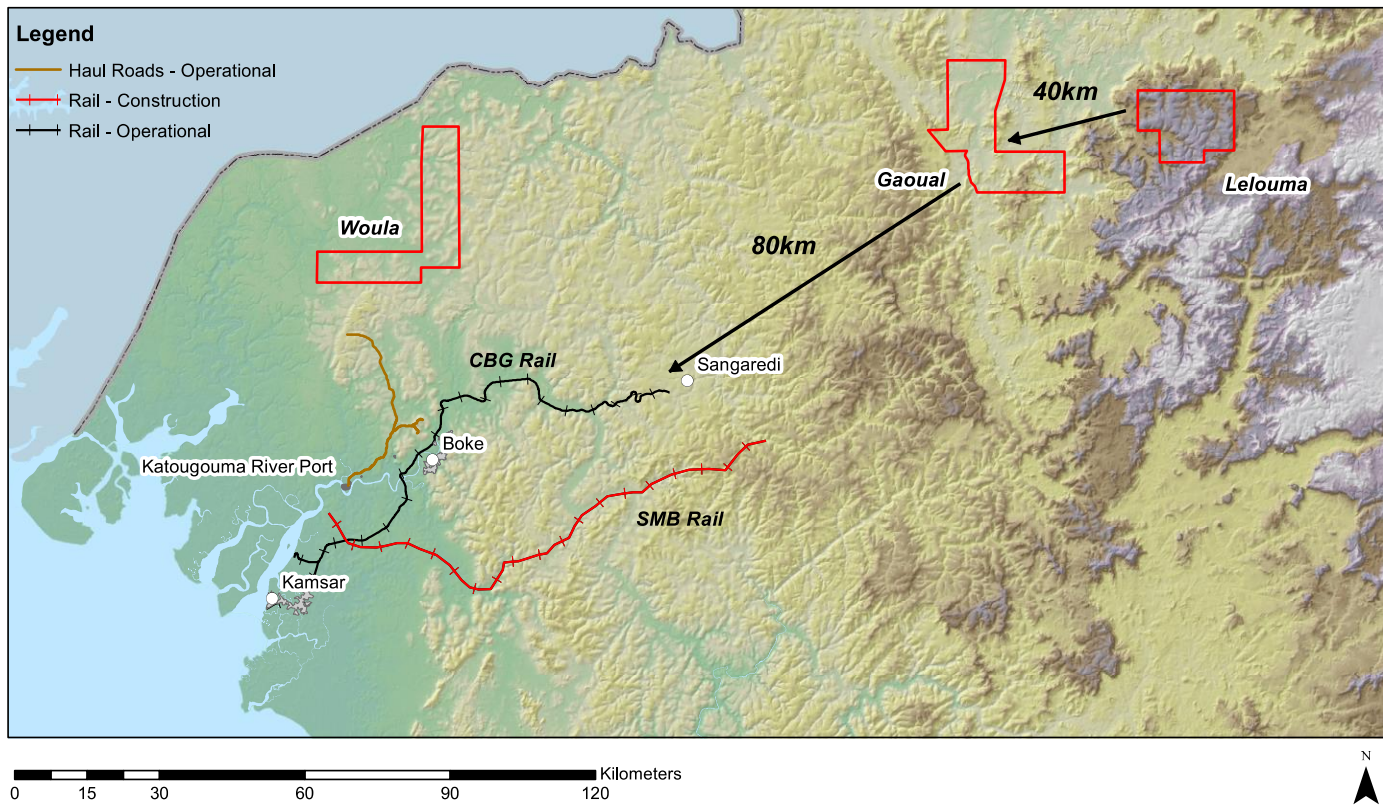 Legend
Haul Roads - Operational
Rail - Construction
Rail - Operational
40km
Gaoual
Lelouma
Woula
80km
CBG Rail
Sangaredi
Boke
Katougouma River Port
SMB Rail
Kamsar
Kilometers
0 15 30 60 90 120
N